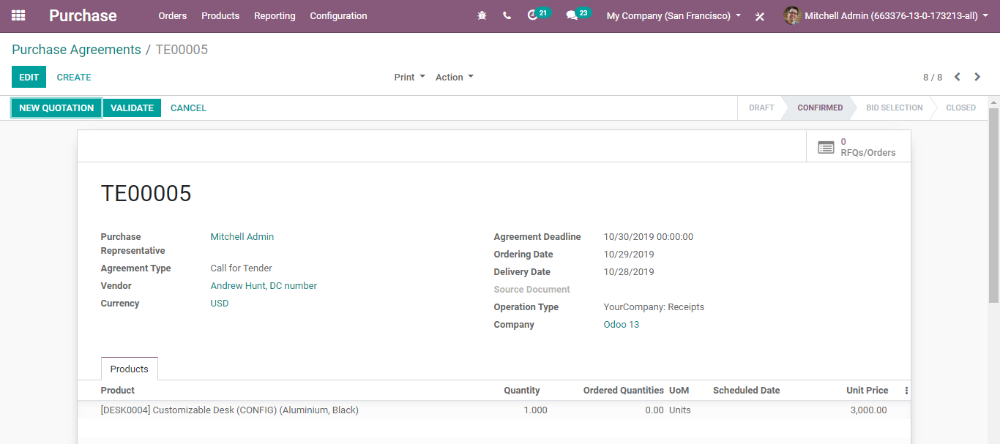 Purchase Orders Products Reporting Configuration 21 23 My Company (San Francisco) Mitchell Admin (663376-13-0-173213-all)
Purchase Agreements / TE00005
EDIT CREATE Print Action 8 / 8
NEW QUOTATION VALIDATE CANCEL DRAFT CONFIRMED BID SELECTION CLOSED
0
RFQs/Orders
TE00005
Purchase Representative Mitchell Admin
Agreement Type Call for Tender
Vendor Andrew Hunt, DC number
Currency USD
Agreement Deadline 10/30/2019 00:00:00
Ordering Date 10/29/2019
Delivery Date 10/28/2019
Source Document
Operation Type YourCompany: Receipts
Company Odoo 13
Products
Product Quantity Ordered Quantities UoM Scheduled Date Unit Price
[DESK0004] Customizable Desk (CONFIG) (Aluminium, Black) 1.000 0.00 Units 3,000.00